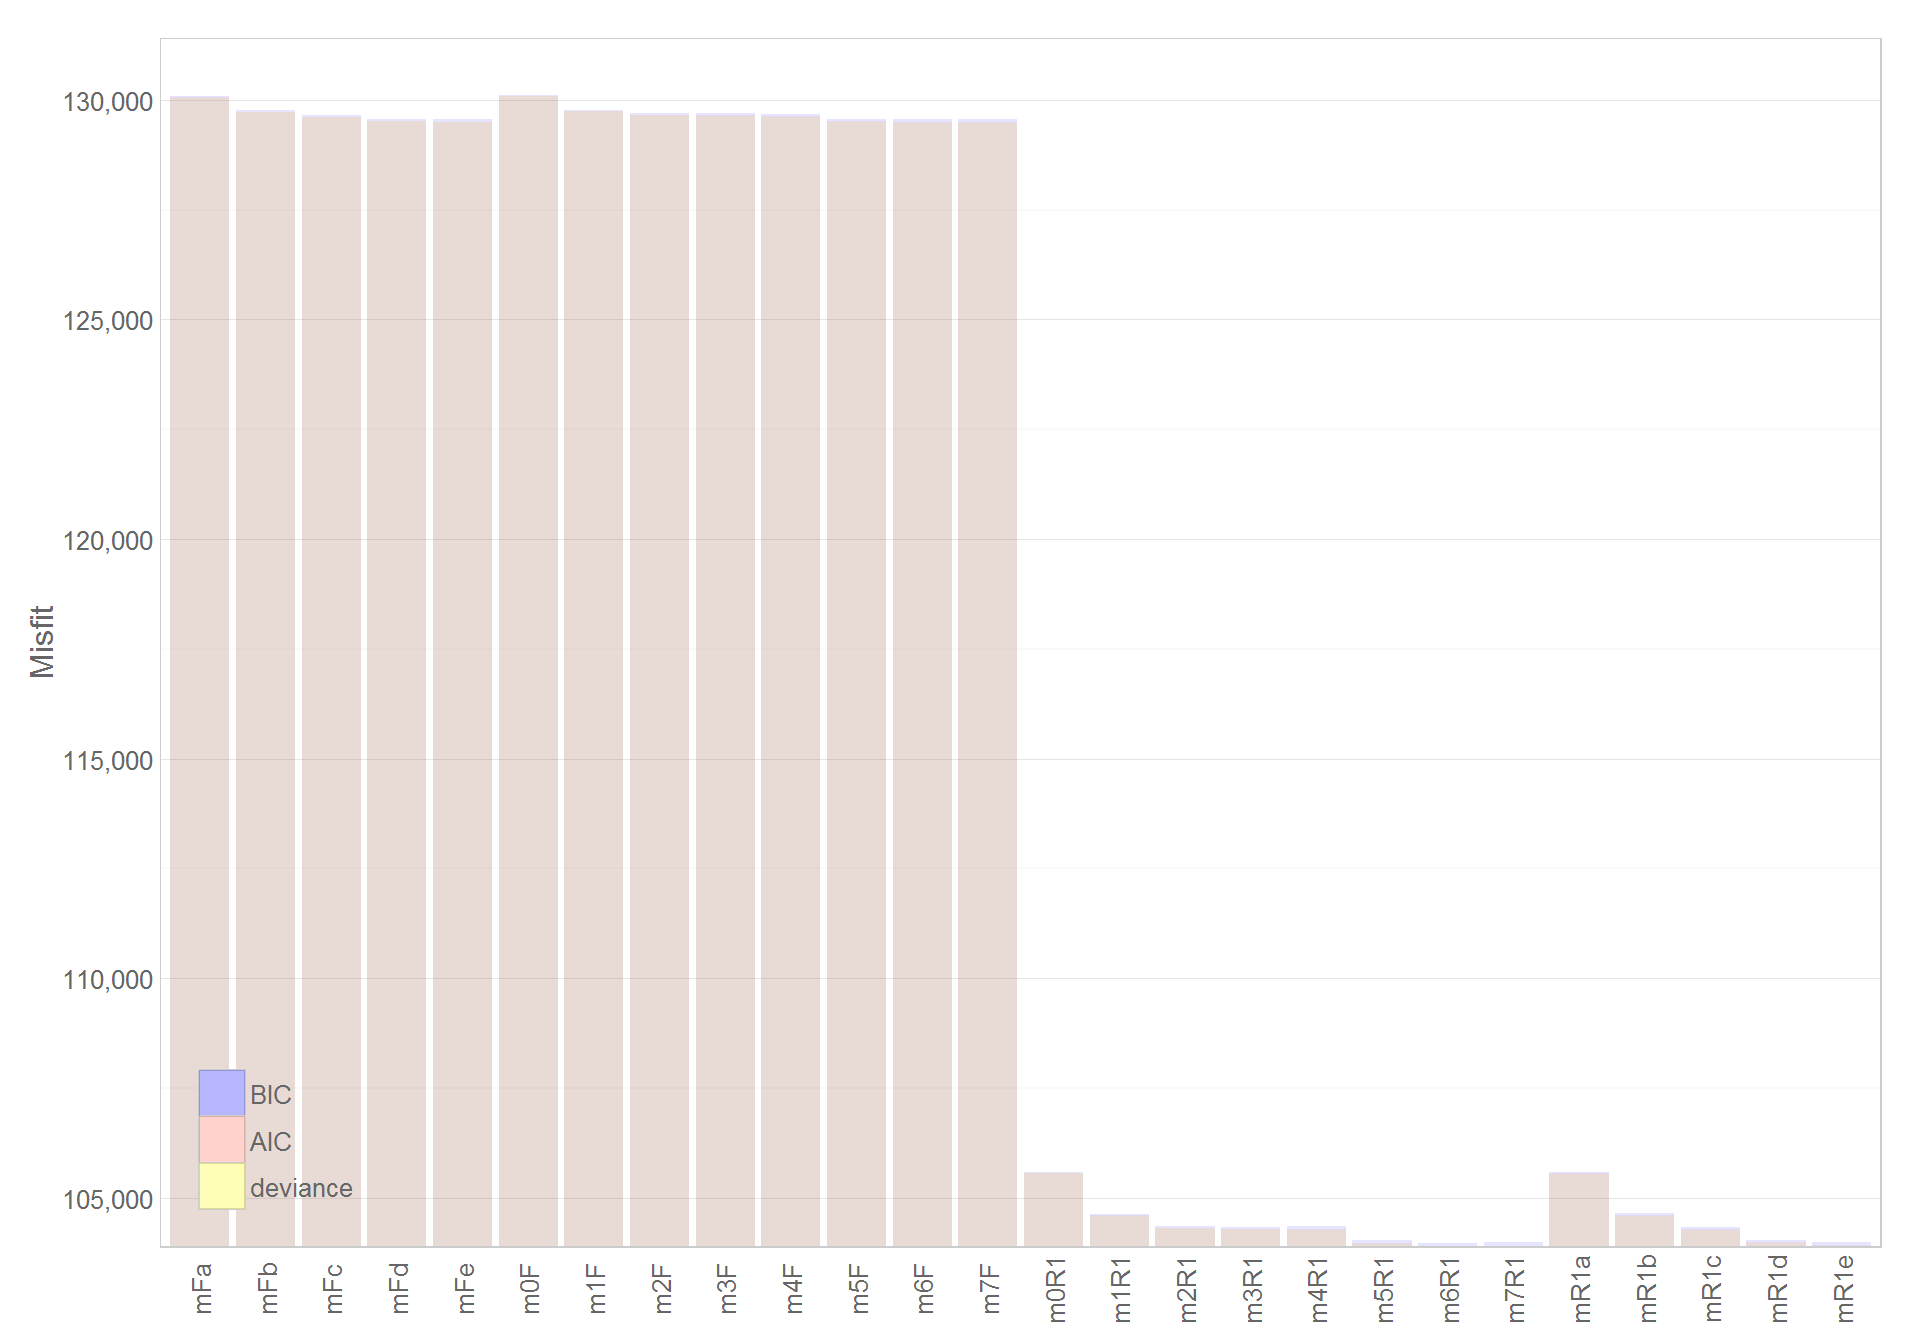 130,000
125,000
120,000
115,000
110,000
105,000
Misfit
BIC
AIC
deviance
mFa
mFb
mFc
mFd
mFe
m0F
m1F
m2F
m3F
m4F
m5F
m6F
m7F
m0R1
m1R1
m2R1
m3R1
m4R1
m5R1
m6R1
m7R1
mR1a
mR1b
mR1c
mR1d
mR1e